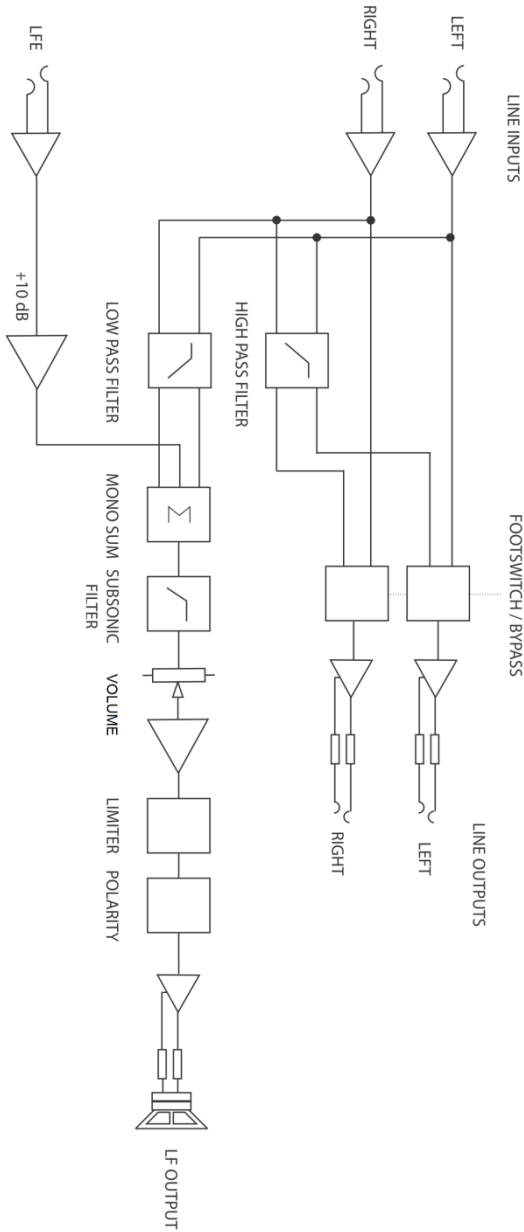 LINE INPUTS
LEFT
RIGHT
LFE
+10 dB
HIGH PASS FILTER
LOW PASS FILTER
FOOTSWITCH / BYPASS
MONO SUM
Σ
SUBSONIC
FILTER
VOLUME
LIMITER
POLARITY
LINE OUTPUTS
LEFT
RIGHT
LF OUTPUT